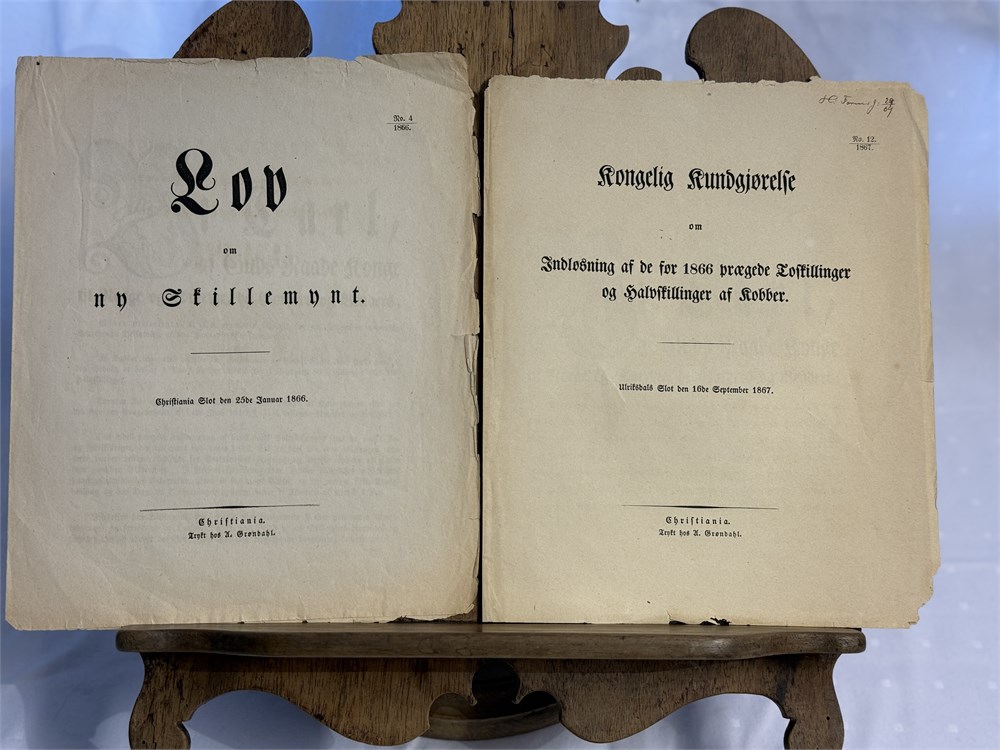 No. 4
1866.
Lov
om
ny Skillemynt.
Christiania Slot den 25de Januar 1866.
Christiania.
Trykt hos A. Grøndahl.
No. 12.
1867.
Kongelig Kundgjørelse
om
Indløsning af de før 1866 prægede Toskillinger
og Halvskillinger af Kobber.
Ulriksdals Slot den 16de September 1867.
Christiania.
Trykt hos A. Grøndahl.